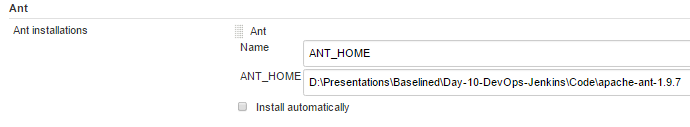 Ant
Ant installations
Ant
Name
ANT_HOME
ANT_HOME
D:\Presentations\Baselined\Day-10-DevOps-Jenkins\Code\apache-ant-1.9.7
Install automatically